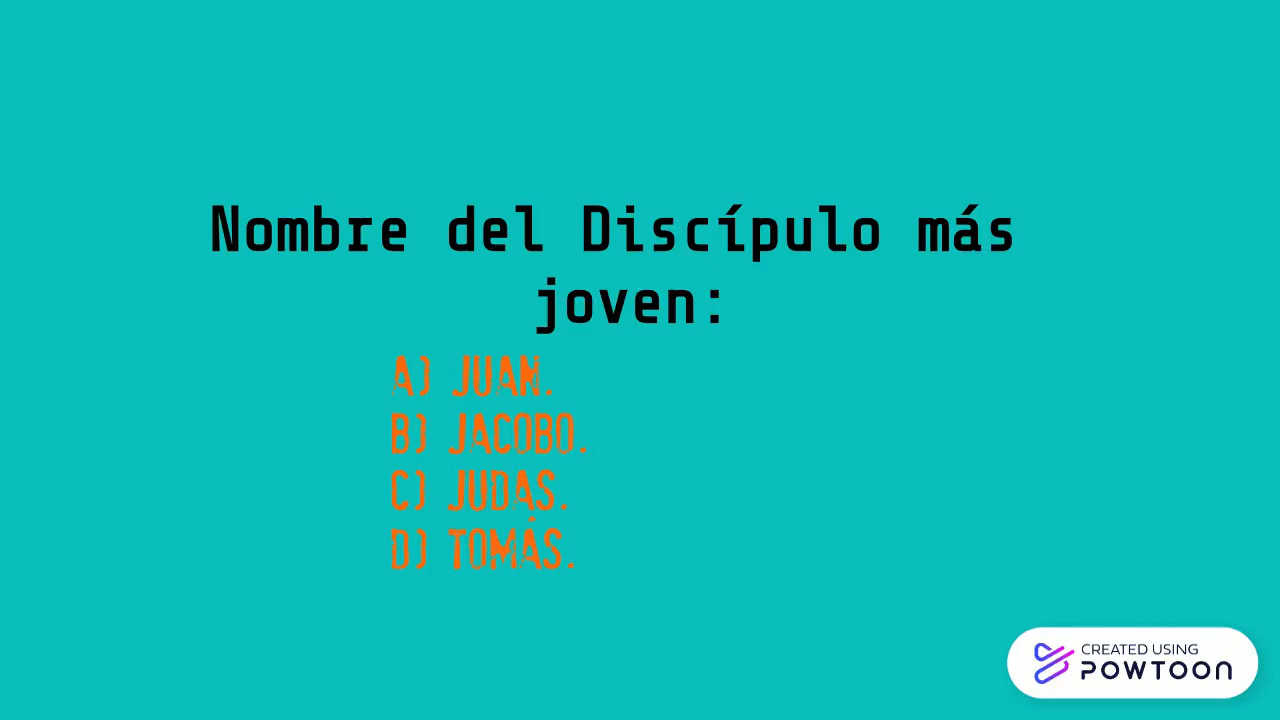 Nombre del Discípulo más
joven:
A) JUAN.
B) JACOBO.
C) JUDAS.
D) TOMÁS.
CREATED USING
POWTOON